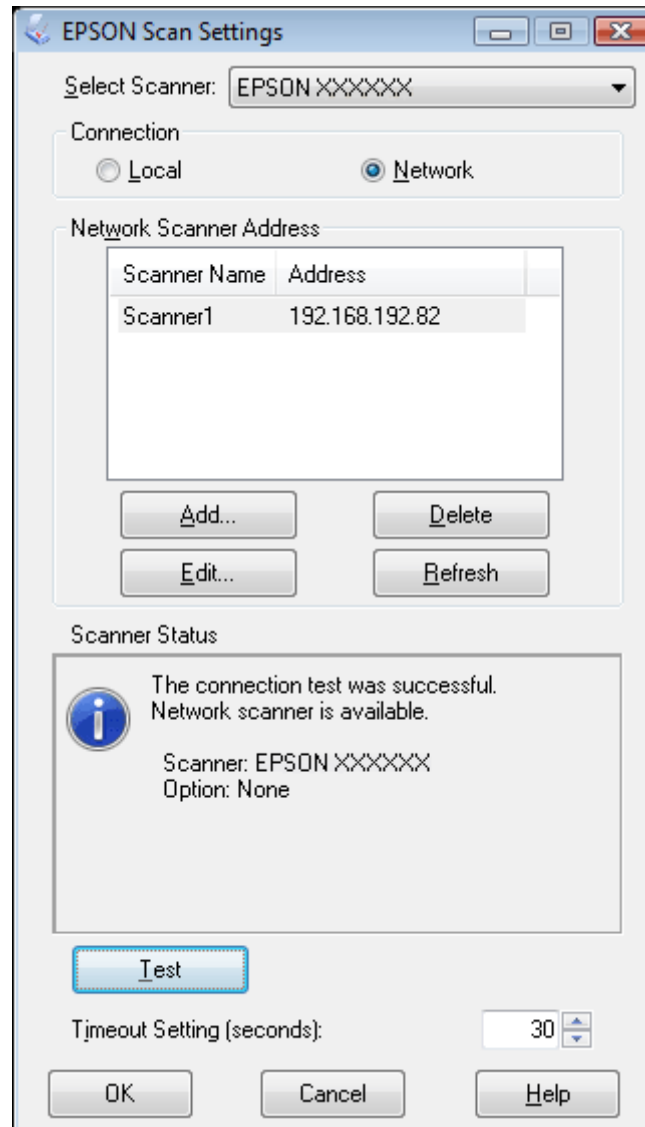 EPSON Scan Settings
Select Scanner: EPSON XXXXXX
Connection
Local Network
Network Scanner Address
Scanner Name Address
Scanner1 192.168.192.82
Add... Delete
Edit... Refresh
Scanner Status
The connection test was successful.
Network scanner is available.
Scanner: EPSON XXXXXX
Option: None
Test
Timeout Setting (seconds): 30
OK Cancel Help